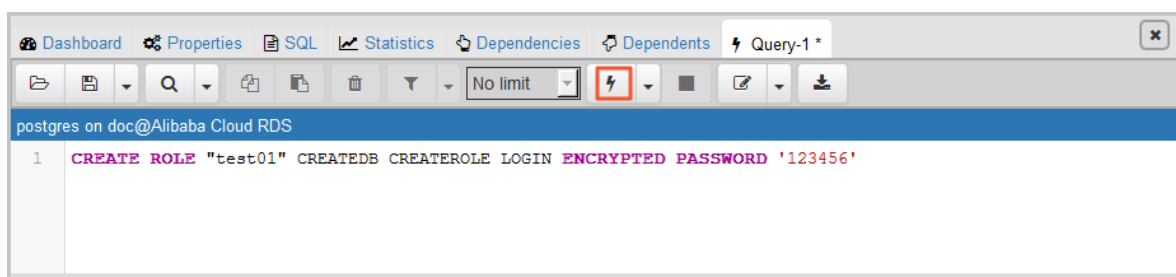 Dashboard Properties SQL Statistics Dependencies Dependents Query-1 *
No limit
postgres on doc@Alibaba Cloud RDS
1 CREATE ROLE "test01" CREATEDB CREATEROLE LOGIN ENCRYPTED PASSWORD '123456'